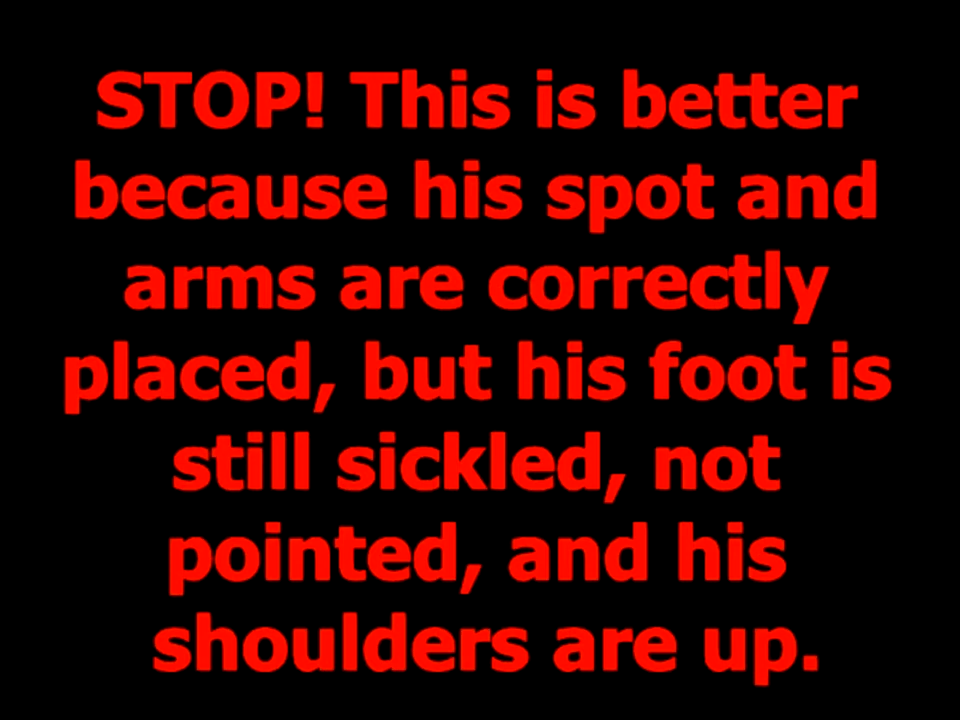 STOP! This is better
because his spot and
arms are correctly
placed, but his foot is
still sickled, not
pointed, and his
shoulders are up.